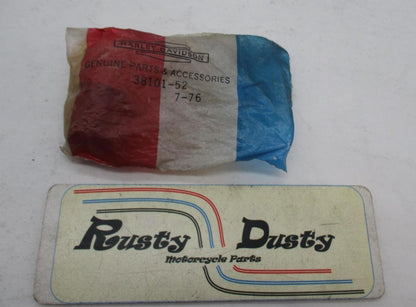 HARLEY-DAVIDSON
GENUINE PARTS & ACCESSORIES
38101-52
7-76
Rusty Dusty
Motorcycle Parts